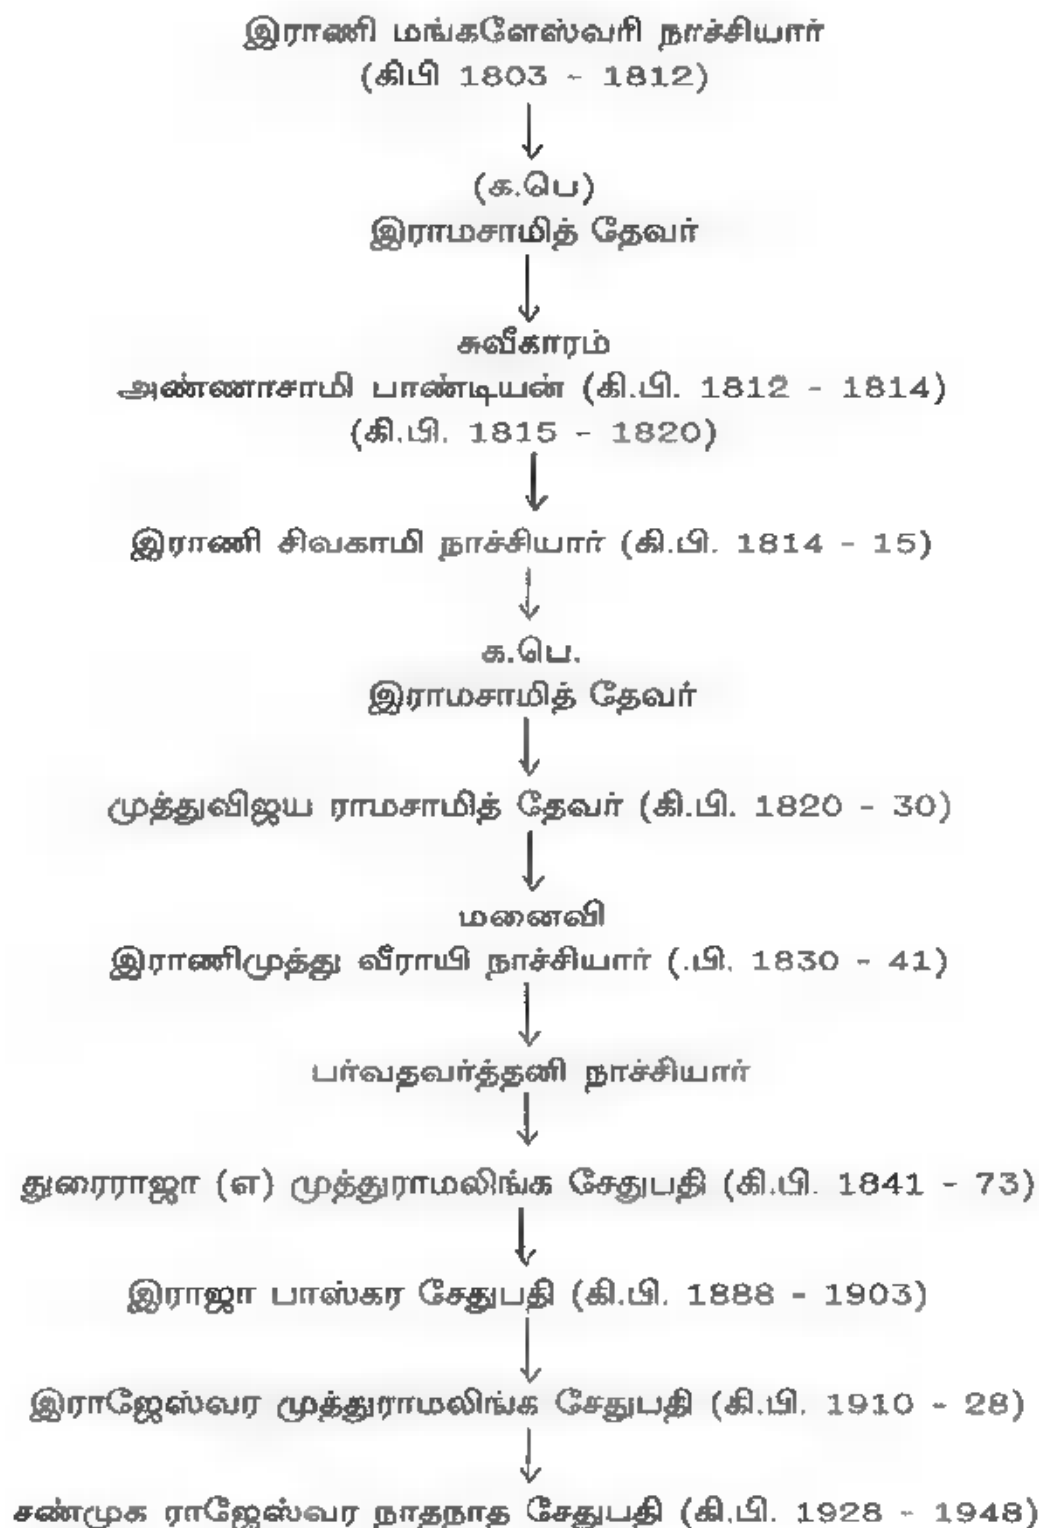 இராணி மங்களேஸ்வரி நாச்சியார்
(கிபி 1803 - 1812)
(க.பெ)
இராமசாமித் தேவர்
சுவீகாரம்
அண்ணாசாமி பாண்டியன் (கி.பி. 1812 - 1814)
(கி.பி. 1815 - 1820)
இராணி சிவகாமி நாச்சியார் (கி.பி. 1814 - 15)
க.பெ.
இராமசாமித் தேவர்
முத்துவிஜய ராமசாமித் தேவர் (கி.பி. 1820 - 30)
மனைவி
இராணிமுத்து வீராயி நாச்சியார் (.பி. 1830 - 41)
பர்வதவர்த்தனி நாச்சியார்
துரைராஜா (எ) முத்துராமலிங்க சேதுபதி (கி.பி. 1841 - 73)
இராஜா பாஸ்கர சேதுபதி (கி.பி. 1888 - 1903)
இராஜேஸ்வர முத்துராமலிங்க சேதுபதி (கி.பி. 1910 - 28)
சண்முக ராஜேஸ்வர நாதநாத சேதுபதி (கி.பி. 1928 - 1948)